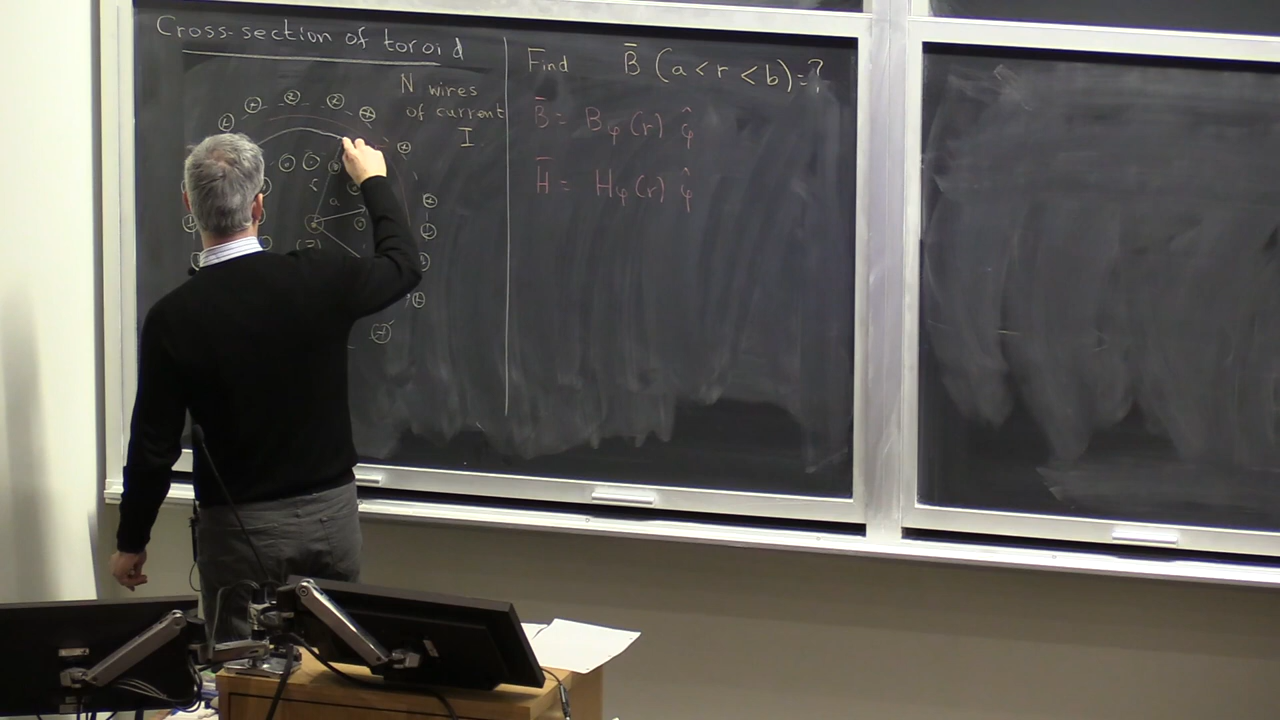 Cross-section of toroid
N wires
of current
I
a
Find B̄ (a < r < b) = ?
B̄ = Bφ (r) φ̂
H̄ = Hφ (r) φ̂